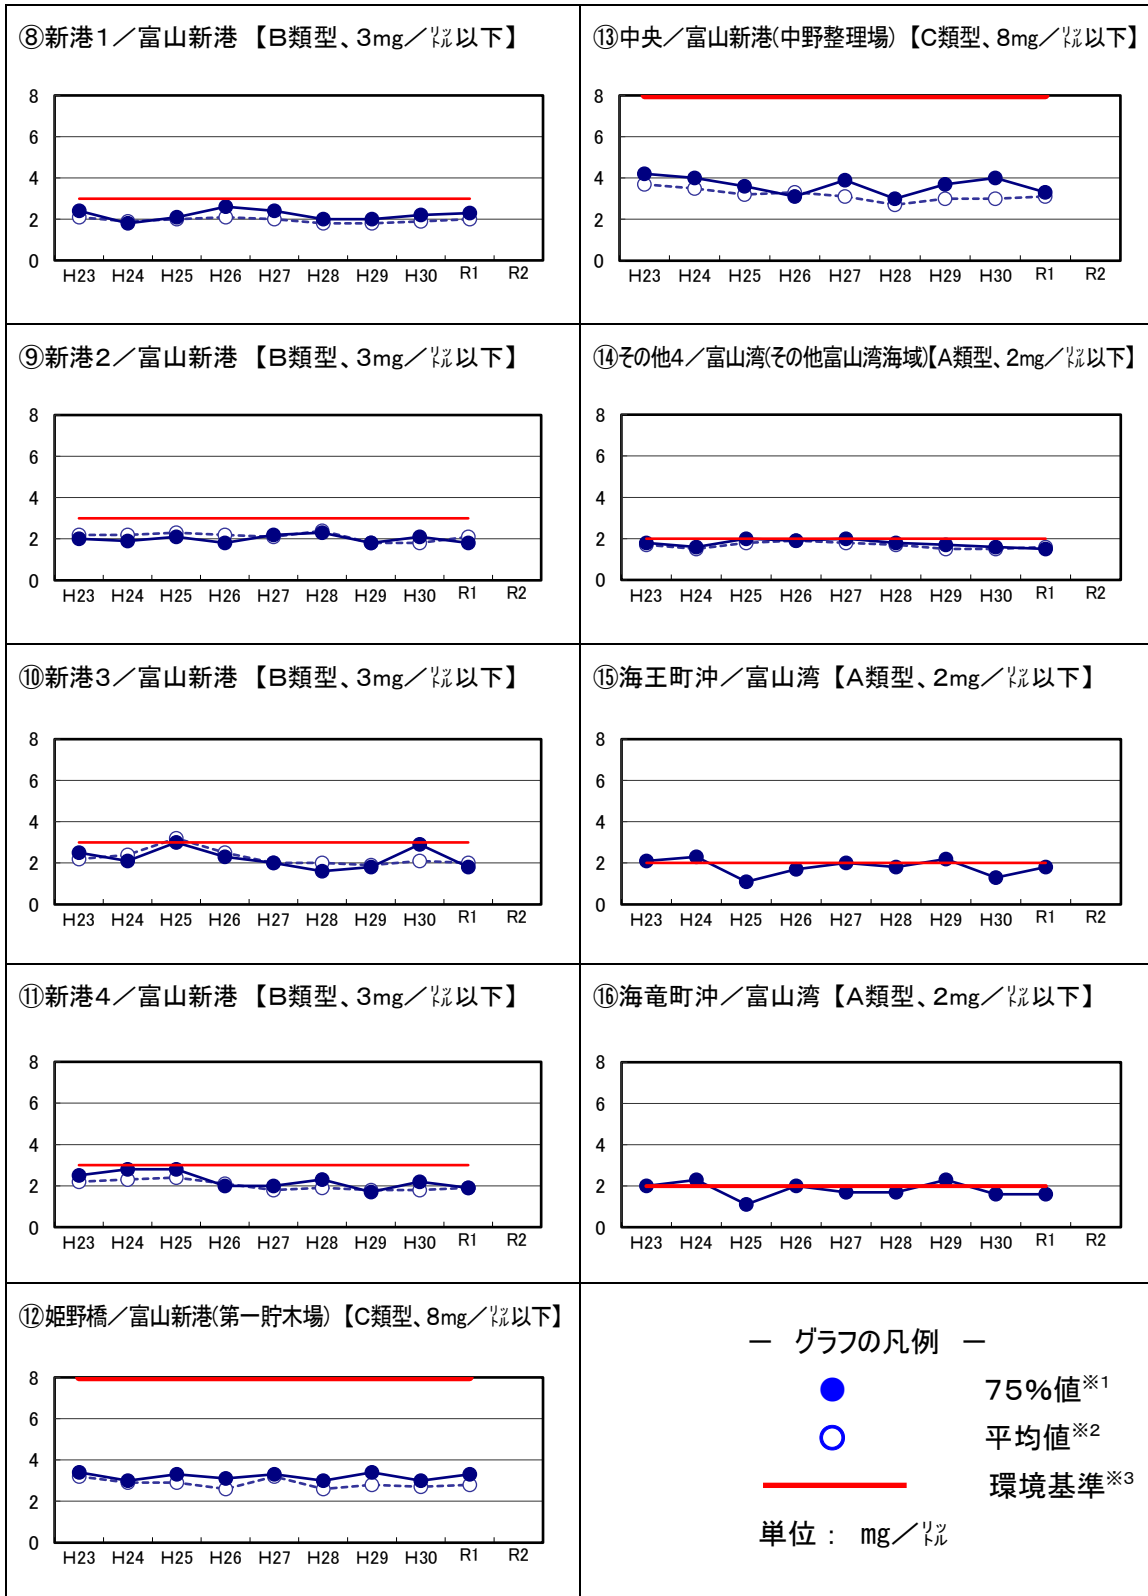 ⑧新港1／富山新港 【B類型、3mg／㍑以下】
8
6
4
2
0
H23 H24 H25 H26 H27 H28 H29 H30 R1 R2
⑬中央／富山新港(中野整理場) 【C類型、8mg／㍑以下】
8
6
4
2
0
H23 H24 H25 H26 H27 H28 H29 H30 R1 R2
⑨新港2／富山新港 【B類型、3mg／㍑以下】
8
6
4
2
0
H23 H24 H25 H26 H27 H28 H29 H30 R1 R2
⑭その他4／富山湾(その他富山湾海域)【A類型、2mg／㍑以下】
8
6
4
2
0
H23 H24 H25 H26 H27 H28 H29 H30 R1 R2
⑩新港3／富山新港 【B類型、3mg／㍑以下】
8
6
4
2
0
H23 H24 H25 H26 H27 H28 H29 H30 R1 R2
⑮海王町沖／富山湾 【A類型、2mg／㍑以下】
8
6
4
2
0
H23 H24 H25 H26 H27 H28 H29 H30 R1 R2
⑪新港4／富山新港 【B類型、3mg／㍑以下】
8
6
4
2
0
H23 H24 H25 H26 H27 H28 H29 H30 R1 R2
⑯海竜町沖／富山湾 【A類型、2mg／㍑以下】
8
6
4
2
0
H23 H24 H25 H26 H27 H28 H29 H30 R1 R2
⑫姫野橋／富山新港(第一貯木場) 【C類型、8mg／㍑以下】
8
6
4
2
0
H23 H24 H25 H26 H27 H28 H29 H30 R1 R2
－ グラフの凡例 －
75%値※1
平均値※2
環境基準※3
単位： mg／㍑